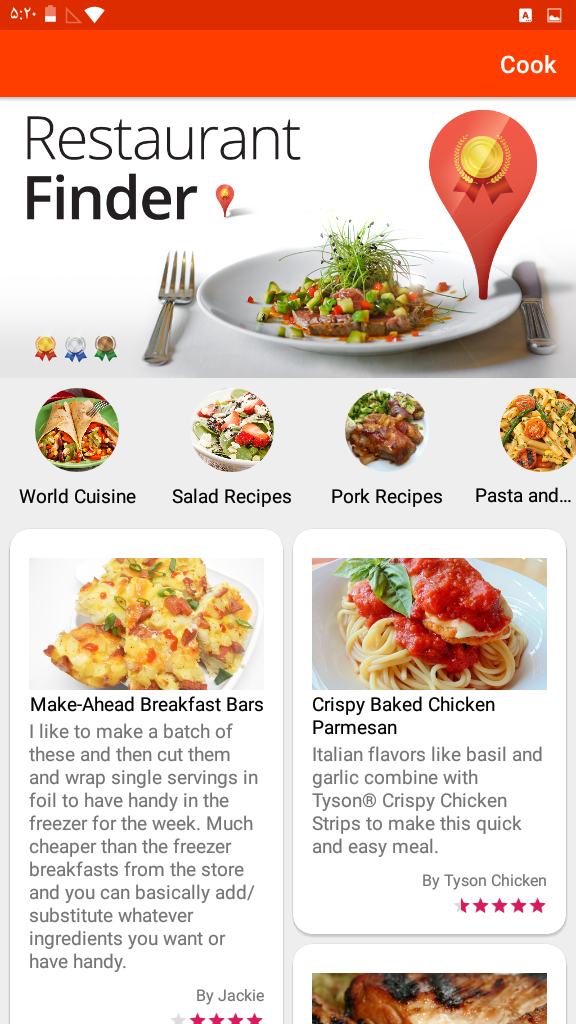 ۵:۲۰
A
Cook
Restaurant
Finder
World Cuisine
Salad Recipes
Pork Recipes
Pasta and...
Make-Ahead Breakfast Bars
I like to make a batch of
these and then cut them
and wrap single servings in
foil to have handy in the
freezer for the week. Much
cheaper than the freezer
breakfasts from the store
and you can basically add/
substitute whatever
ingredients you want or
have handy.
By Jackie
Crispy Baked Chicken
Parmesan
Italian flavors like basil and
garlic combine with
Tyson® Crispy Chicken
Strips to make this quick
and easy meal.
By Tyson Chicken